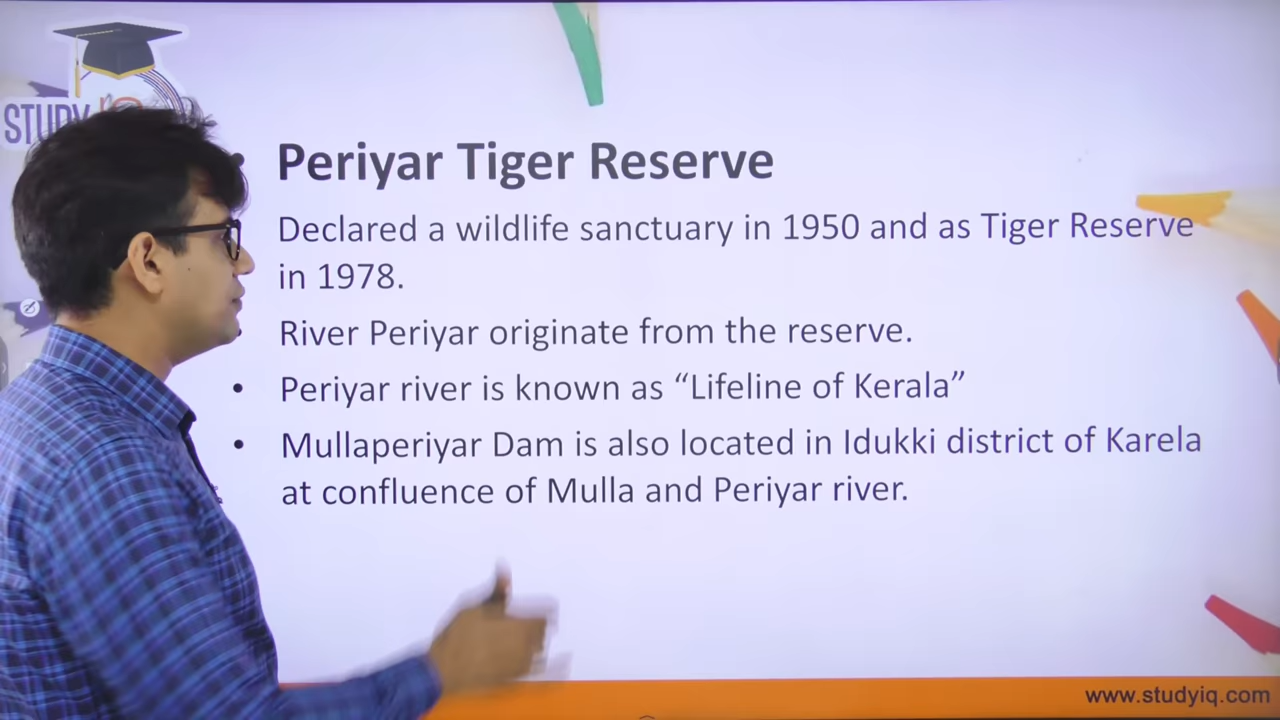 STUDY
Periyar Tiger Reserve
Declared a wildlife sanctuary in 1950 and as Tiger Reserve
in 1978.
River Periyar originate from the reserve.
• Periyar river is known as “Lifeline of Kerala”
• Mullaperiyar Dam is also located in Idukki district of Karela
at confluence of Mulla and Periyar river.
www.studyiq.com